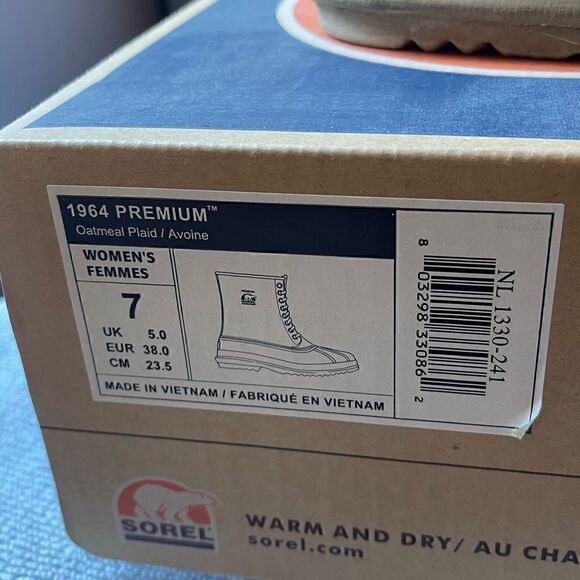 1964 PREMIUM™
Oatmeal Plaid / Avoine
WOMEN'S
FEMMES
7
UK 5.0
EUR 38.0
CM 23.5
PREMIUM
SOREL
MADE IN VIETNAM / FABRIQUÉ EN VIETNAM
8 03298 33086 2
NL 1330-241
SOREL
WARM AND DRY/ AU CHA
sorel.com